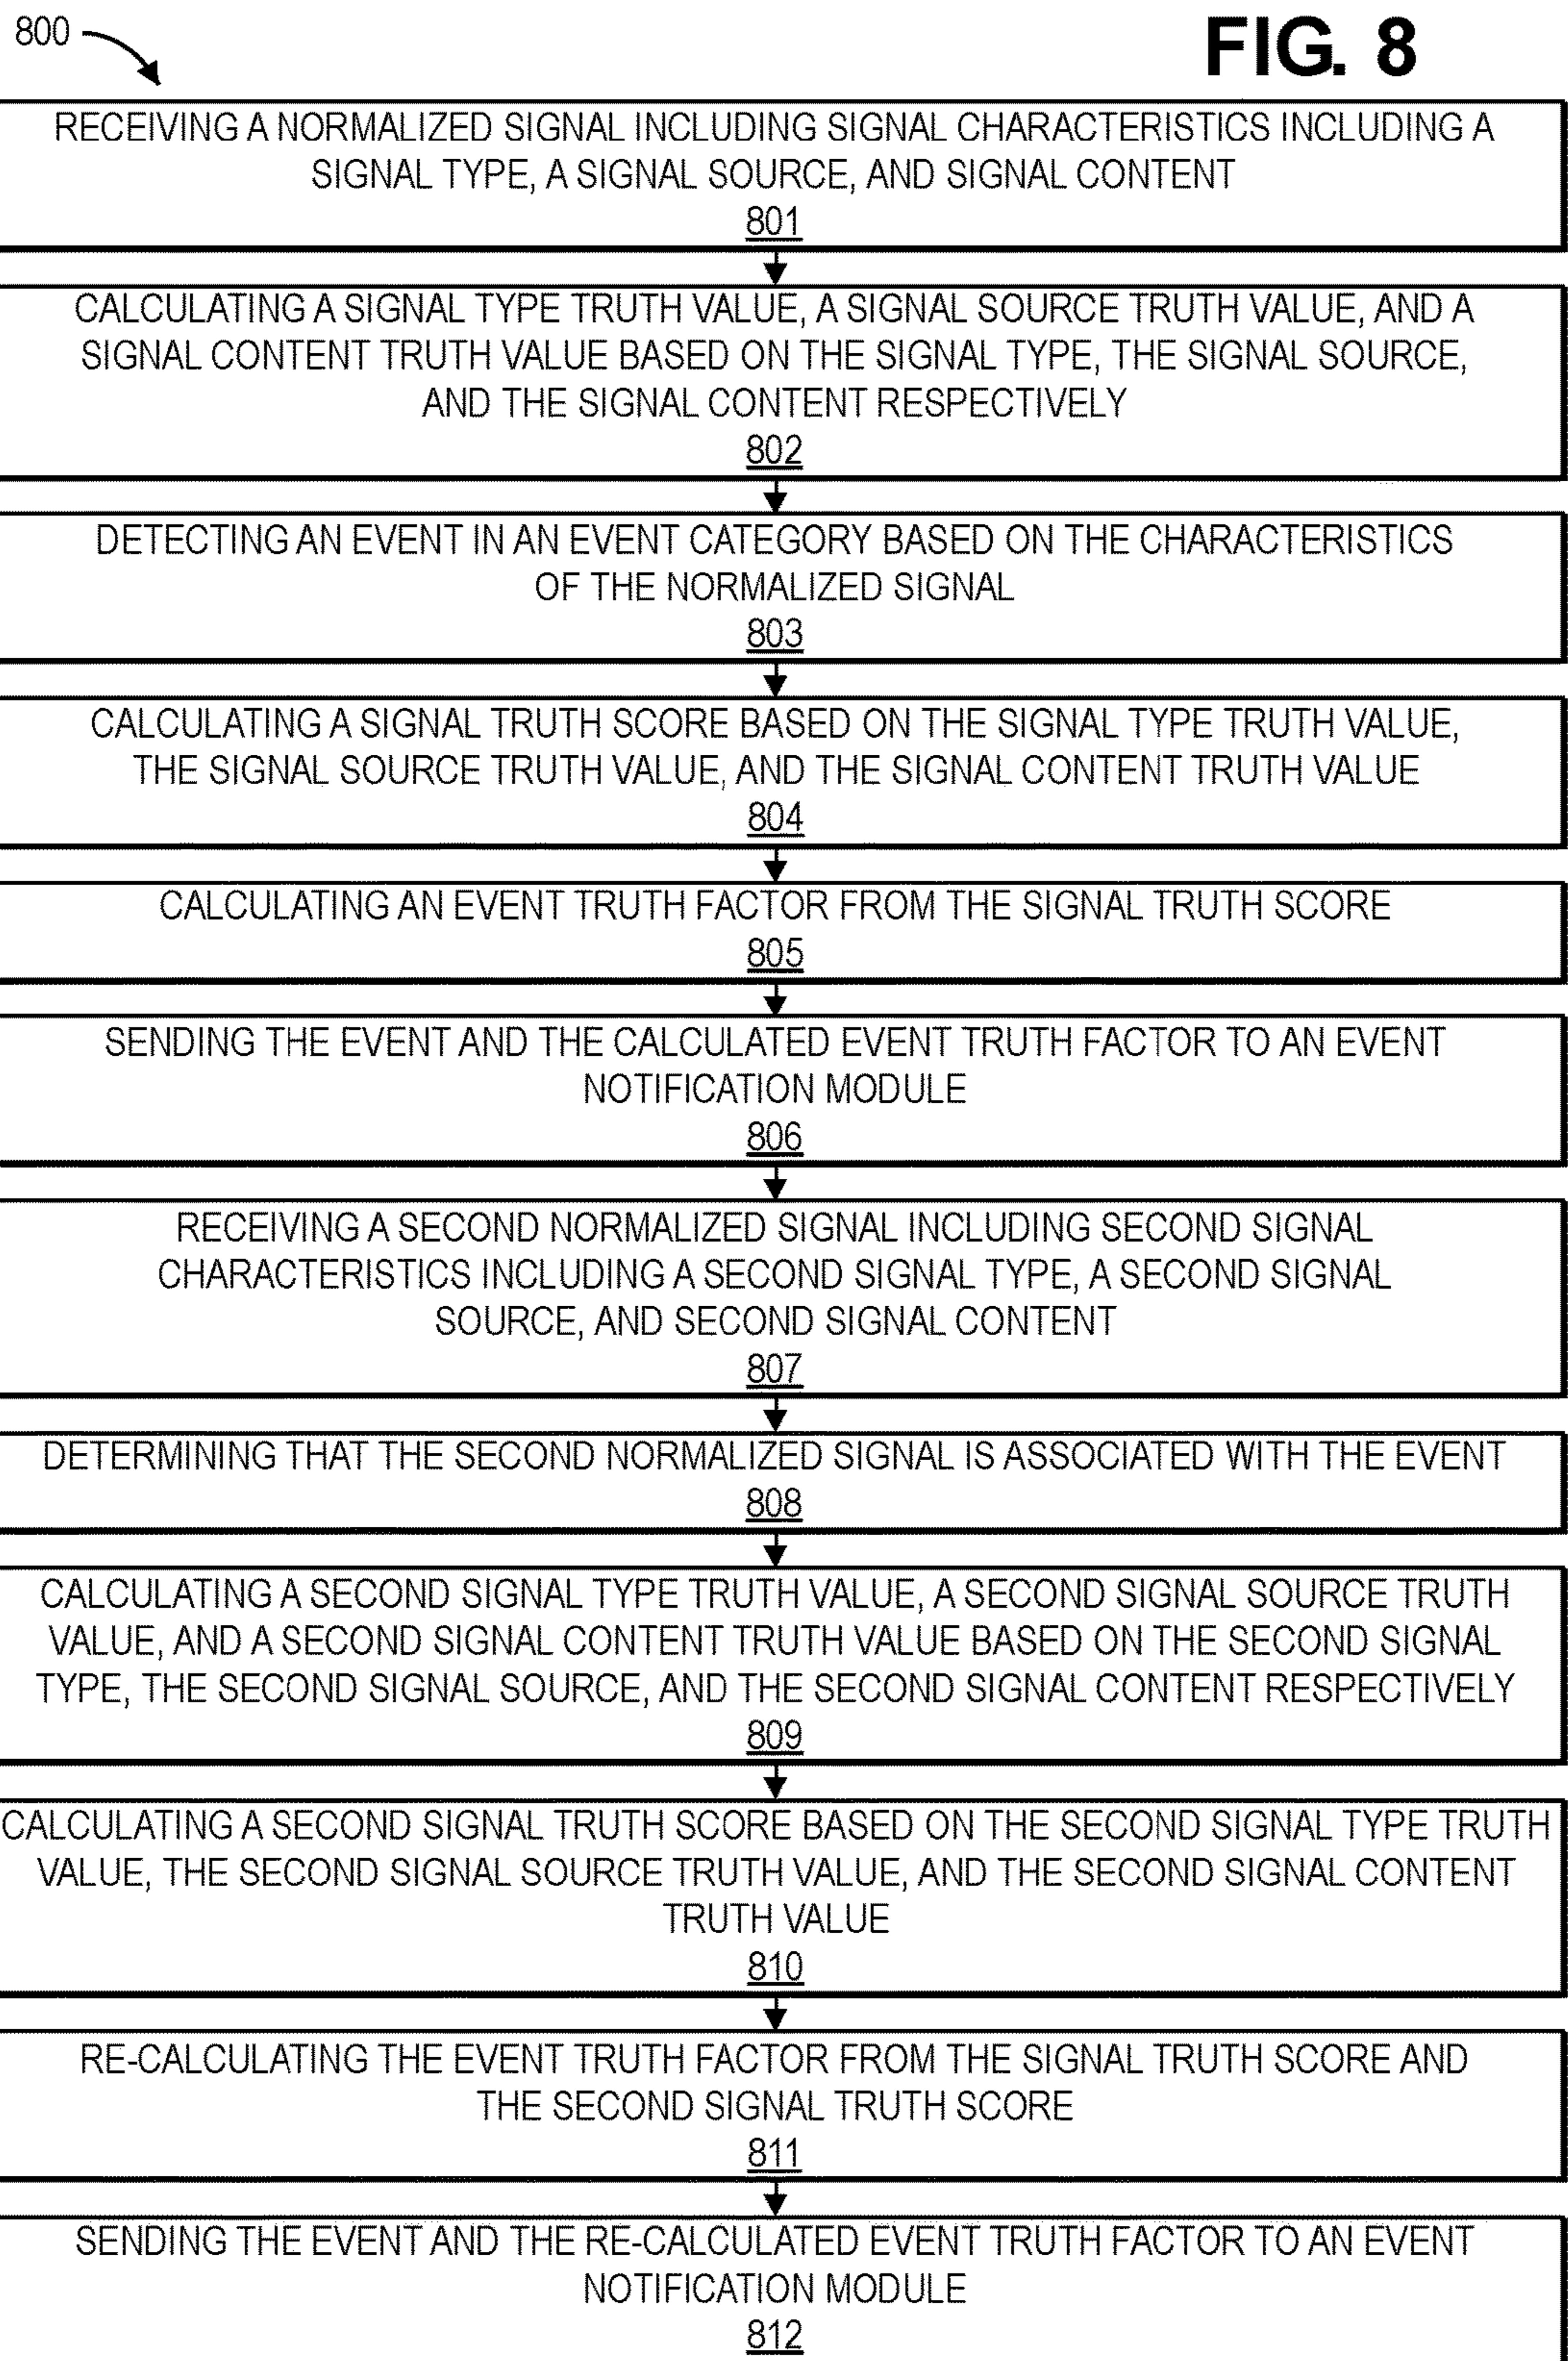 800
FIG. 8
RECEIVING A NORMALIZED SIGNAL INCLUDING SIGNAL CHARACTERISTICS INCLUDING A
SIGNAL TYPE, A SIGNAL SOURCE, AND SIGNAL CONTENT
801
CALCULATING A SIGNAL TYPE TRUTH VALUE, A SIGNAL SOURCE TRUTH VALUE, AND A
SIGNAL CONTENT TRUTH VALUE BASED ON THE SIGNAL TYPE, THE SIGNAL SOURCE,
AND THE SIGNAL CONTENT RESPECTIVELY
802
DETECTING AN EVENT IN AN EVENT CATEGORY BASED ON THE CHARACTERISTICS
OF THE NORMALIZED SIGNAL
803
CALCULATING A SIGNAL TRUTH SCORE BASED ON THE SIGNAL TYPE TRUTH VALUE,
THE SIGNAL SOURCE TRUTH VALUE, AND THE SIGNAL CONTENT TRUTH VALUE
804
CALCULATING AN EVENT TRUTH FACTOR FROM THE SIGNAL TRUTH SCORE
805
SENDING THE EVENT AND THE CALCULATED EVENT TRUTH FACTOR TO AN EVENT
NOTIFICATION MODULE
806
RECEIVING A SECOND NORMALIZED SIGNAL INCLUDING SECOND SIGNAL
CHARACTERISTICS INCLUDING A SECOND SIGNAL TYPE, A SECOND SIGNAL
SOURCE, AND SECOND SIGNAL CONTENT
807
DETERMINING THAT THE SECOND NORMALIZED SIGNAL IS ASSOCIATED WITH THE EVENT
808
CALCULATING A SECOND SIGNAL TYPE TRUTH VALUE, A SECOND SIGNAL SOURCE TRUTH
VALUE, AND A SECOND SIGNAL CONTENT TRUTH VALUE BASED ON THE SECOND SIGNAL
TYPE, THE SECOND SIGNAL SOURCE, AND THE SECOND SIGNAL CONTENT RESPECTIVELY
809
CALCULATING A SECOND SIGNAL TRUTH SCORE BASED ON THE SECOND SIGNAL TYPE TRUTH
VALUE, THE SECOND SIGNAL SOURCE TRUTH VALUE, AND THE SECOND SIGNAL CONTENT
TRUTH VALUE
810
RE-CALCULATING THE EVENT TRUTH FACTOR FROM THE SIGNAL TRUTH SCORE AND
THE SECOND SIGNAL TRUTH SCORE
811
SENDING THE EVENT AND THE RE-CALCULATED EVENT TRUTH FACTOR TO AN EVENT
NOTIFICATION MODULE
812